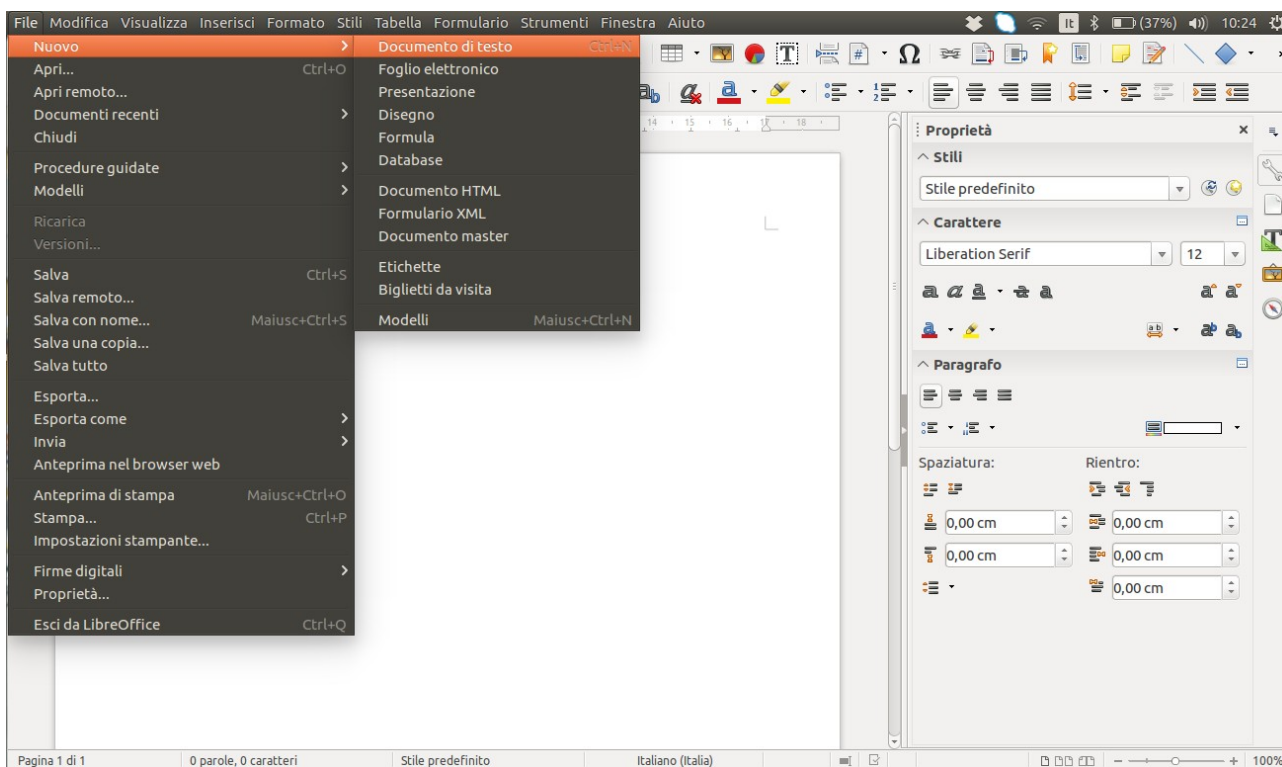 File Modifica Visualizza Inserisci Formato Stili Tabella Formulario Strumenti Finestra Aiuto It (37%) 10:24
Nuovo
Apri... Ctrl+O
Apri remoto...
Documenti recenti
Chiudi
Procedure guidate
Modelli
Ricarica
Versioni...
Salva Ctrl+S
Salva remoto...
Salva con nome... Maiusc+Ctrl+S
Salva una copia...
Salva tutto
Esporta...
Esporta come
Invia
Anteprima nel browser web
Anteprima di stampa Maiusc+Ctrl+O
Stampa... Ctrl+P
Impostazioni stampante...
Firme digitali
Proprietà...
Esci da LibreOffice Ctrl+Q
Documento di testo Ctrl+N
Foglio elettronico
Presentazione
Disegno
Formula
Database
Documento HTML
Formulario XML
Documento master
Etichette
Biglietti da visita
Modelli Maiusc+Ctrl+N
14 15 16 17 18
Proprietà
Stili
Stile predefinito
Carattere
Liberation Serif 12
Paragrafo
Spaziatura: Rientro:
0,00 cm 0,00 cm
0,00 cm 0,00 cm
0,00 cm
Pagina 1 di 1 0 parole, 0 caratteri Stile predefinito Italiano (Italia) 100%